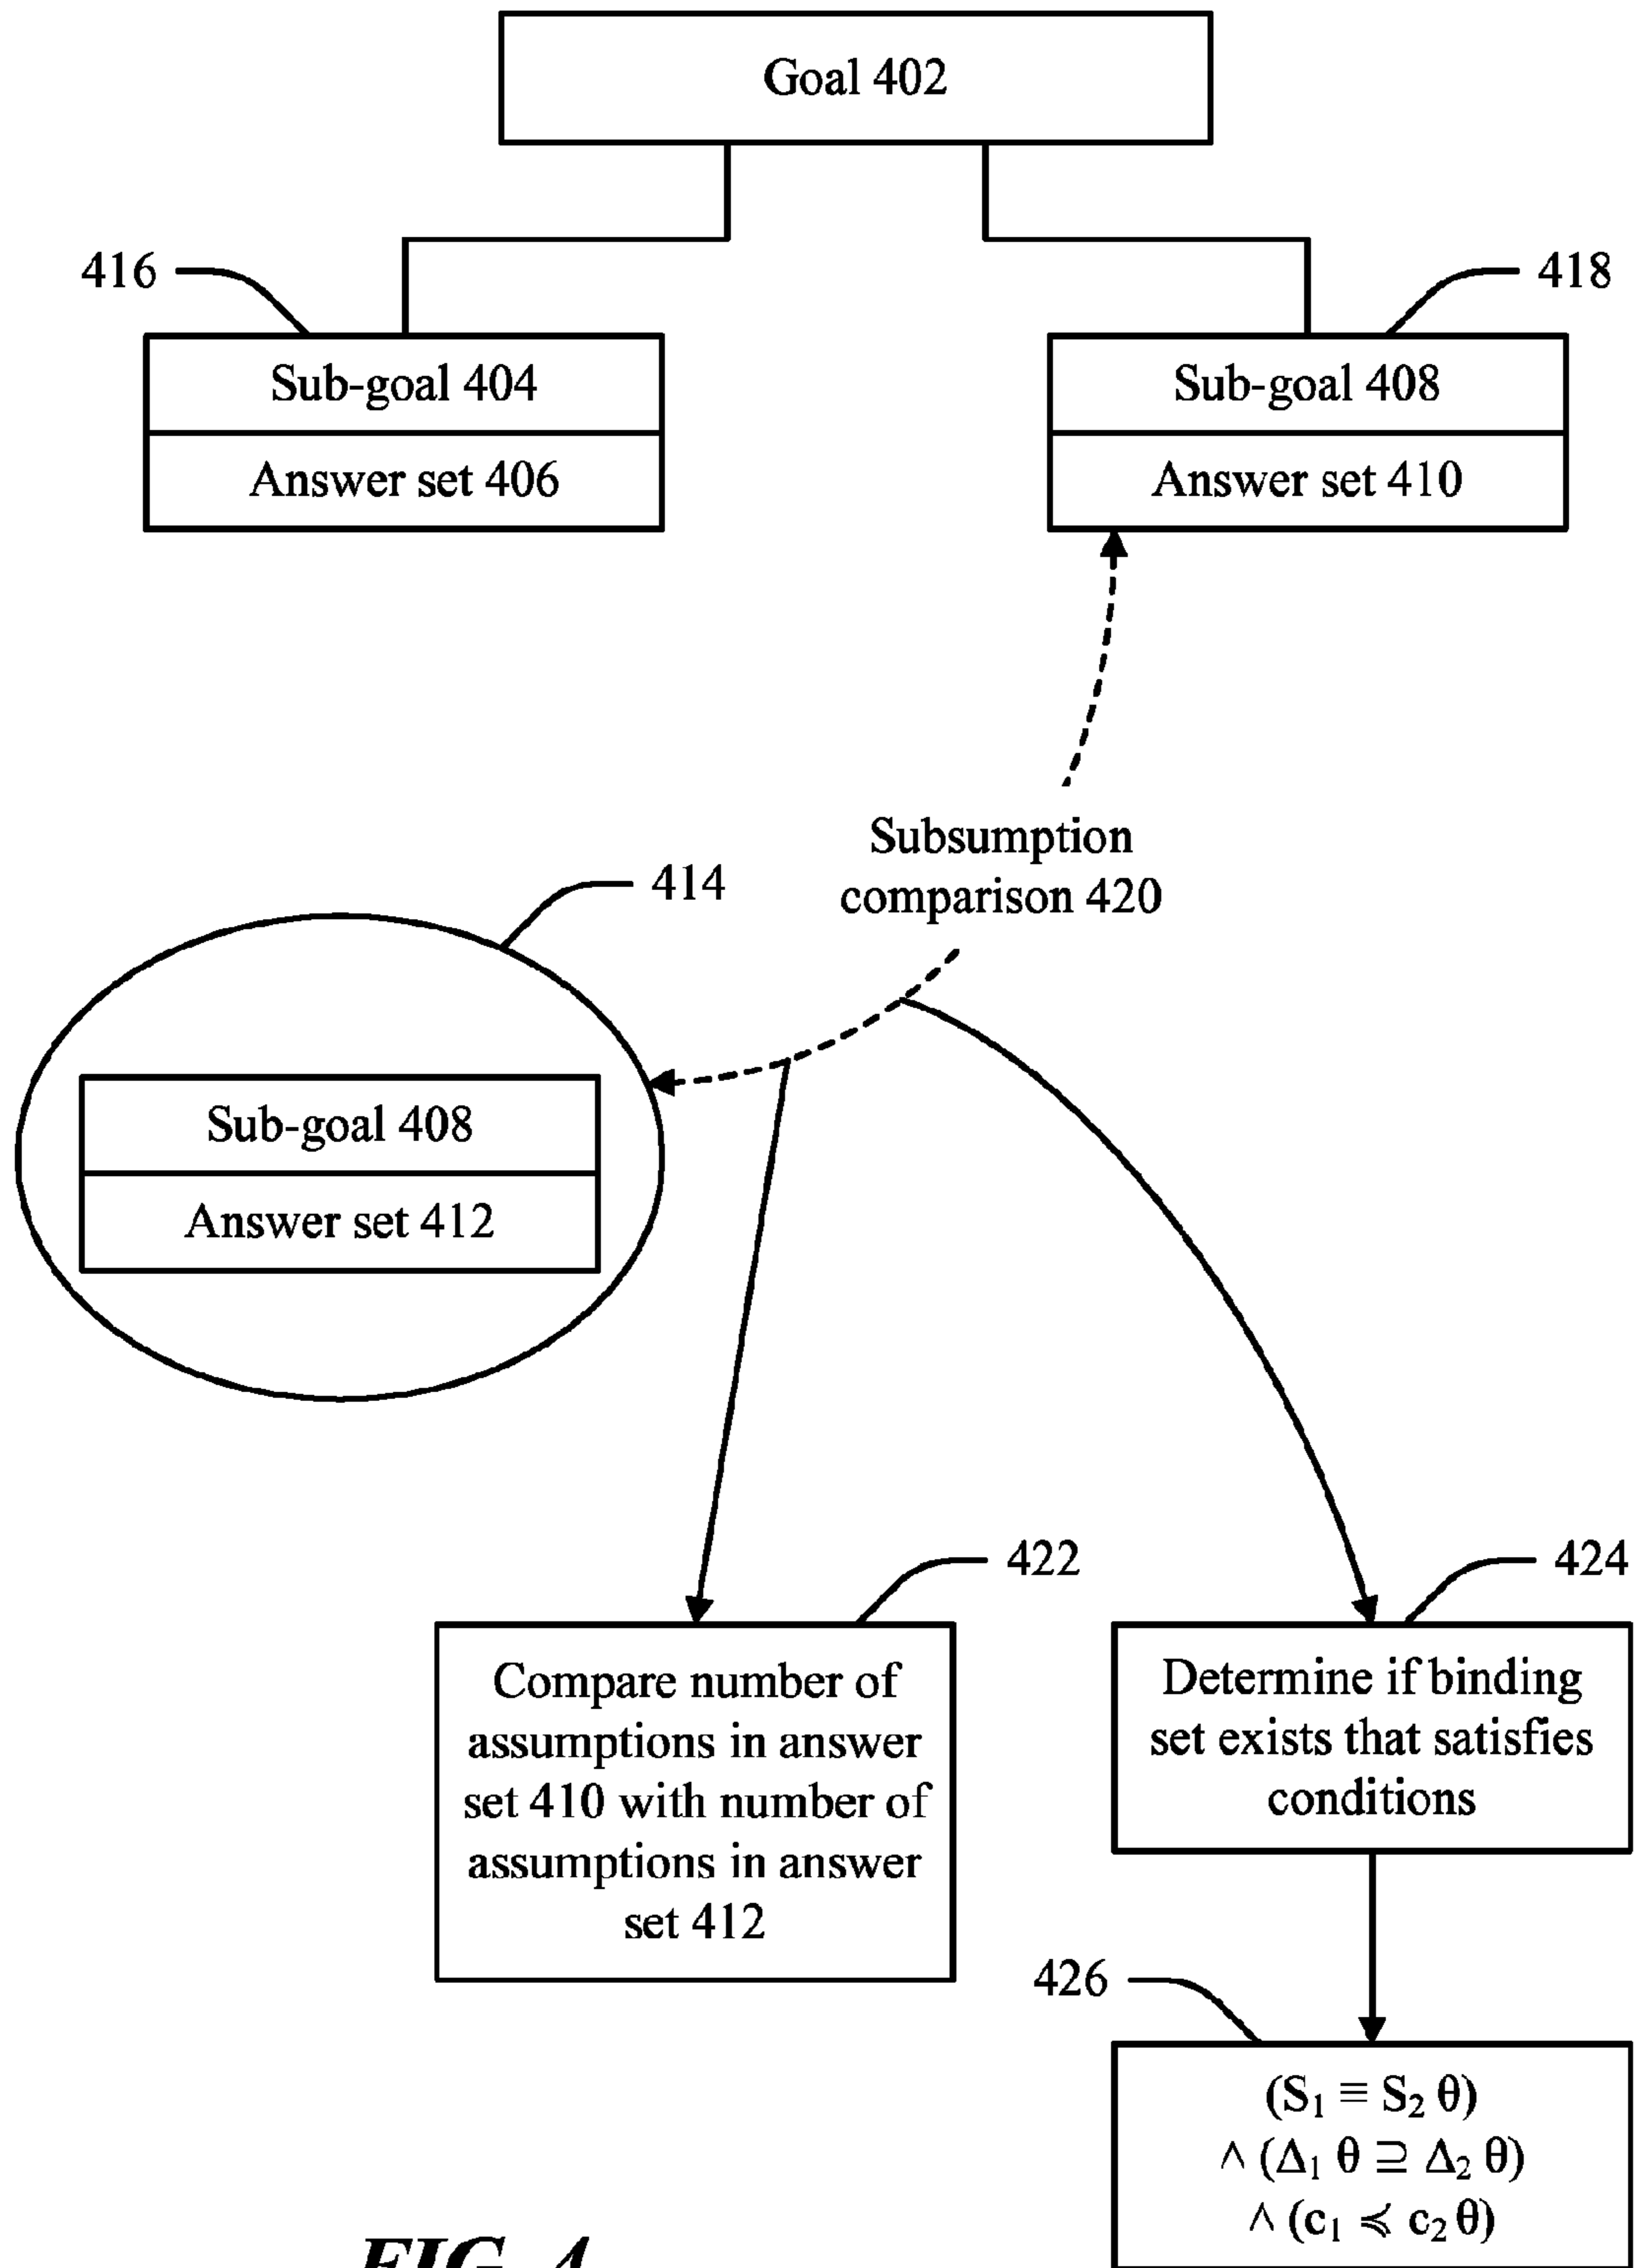 Goal 402
416
418
Sub-goal 404
Sub-goal 408
Answer set 406
Answer set 410
Subsumption
comparison 420
414
Sub-goal 408
Answer set 412
422
424
Compare number of
assumptions in answer
set 410 with number of
assumptions in answer
set 412
Determine if binding
set exists that satisfies
conditions
426
(S₁ ≡ S₂ θ)
∧ (Δ₁ θ ⊇ Δ₂ θ)
∧ (c₁ ≼ c₂ θ)
FIG. 4